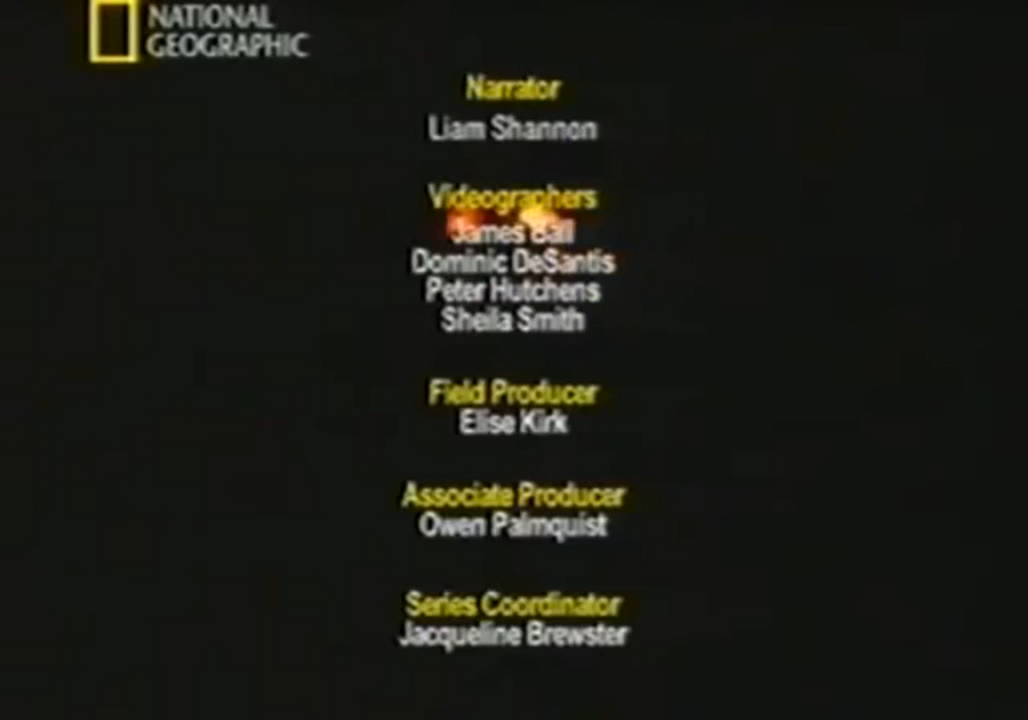 NATIONAL
GEOGRAPHIC
Narrator
Liam Shannon
Videographers
James Ball
Dominic DeSantis
Peter Hutchens
Sheila Smith
Field Producer
Elise Kirk
Associate Producer
Owen Palmquist
Series Coordinator
Jacqueline Brewster